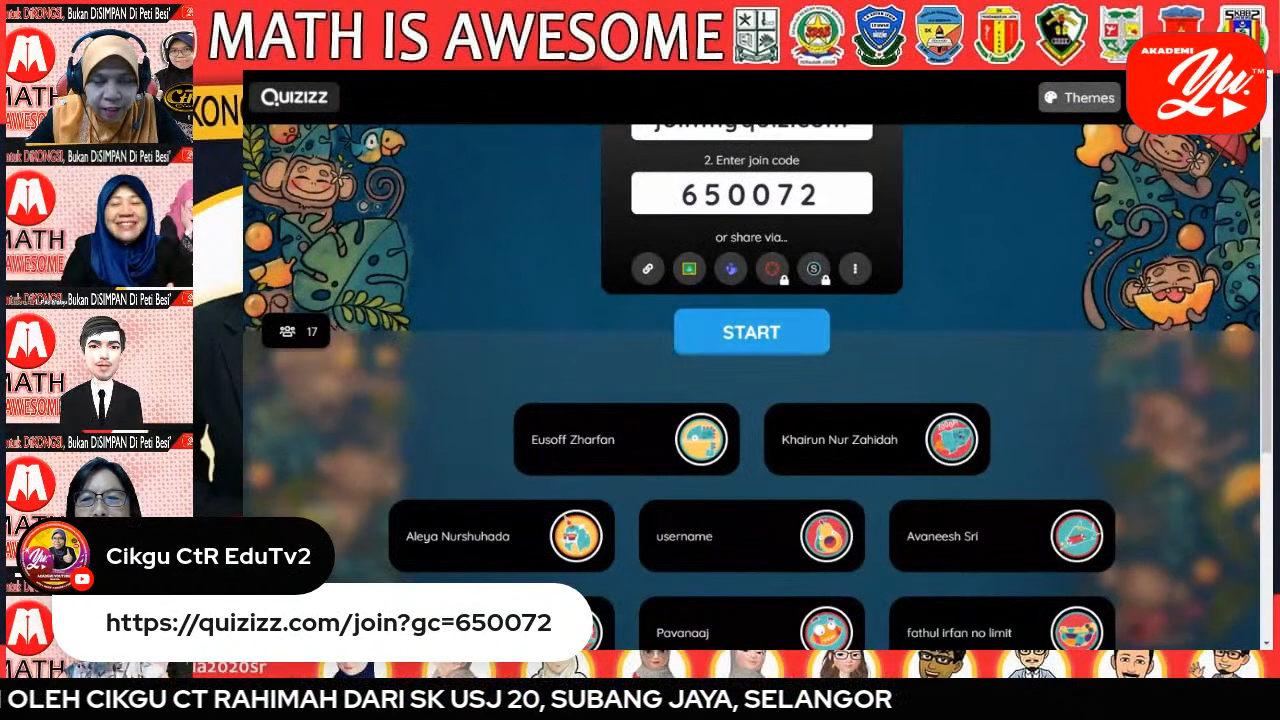 MATH IS AWESOME
AKADEMI
Yu.
TM
Quizizz
Themes
2. Enter join code
650072
or share via...
17
START
Eusoff Zharfan
Khairun Nur Zahidah
Aleya Nurshuhada
username
Avaneesh Sri
Pavanaaj
fathul irfan no limit
Untuk DiKONGSI, Bukan DiSIMPAN Di Peti Besi"
MATH
AWESOME
Cikgu CtR EduTv2
https://quizizz.com/join?gc=650072
OLEH CIKGU CT RAHIMAH DARI SK USJ 20, SUBANG JAYA, SELANGOR